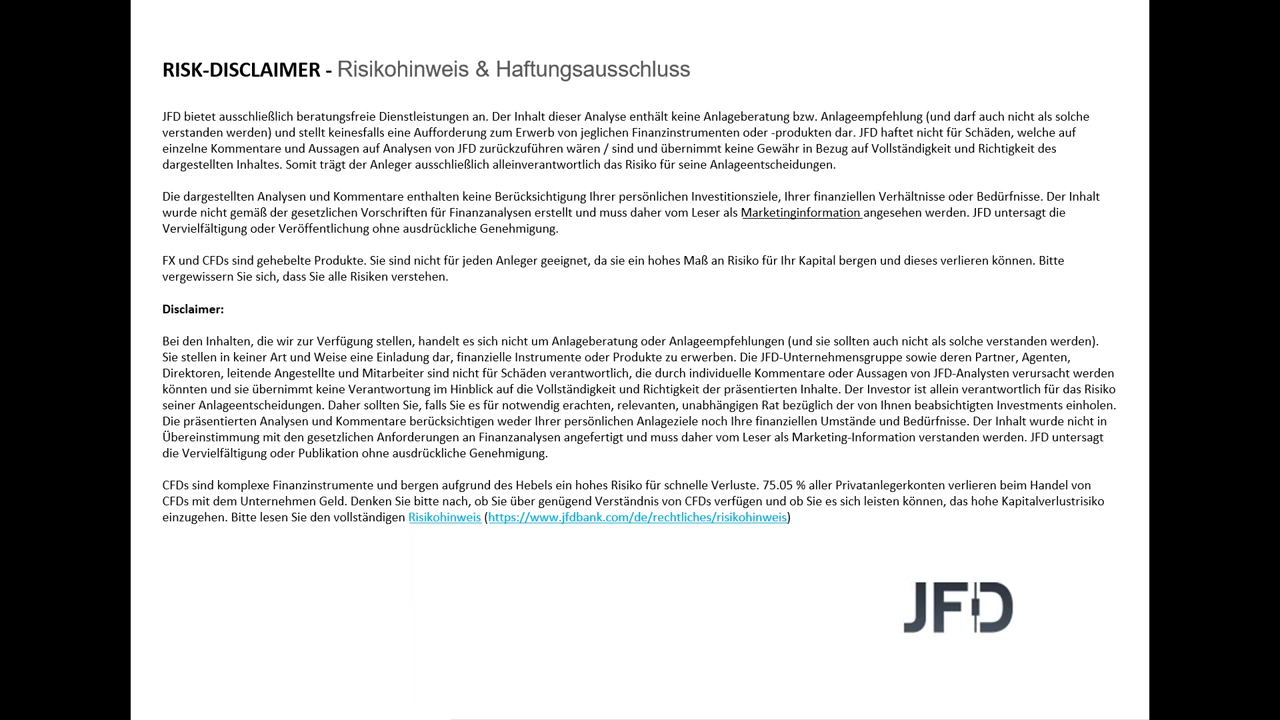 RISK-DISCLAIMER - Risikohinweis & Haftungsausschluss
JFD bietet ausschließlich beratungsfreie Dienstleistungen an. Der Inhalt dieser Analyse enthält keine Anlageberatung bzw. Anlageempfehlung (und darf auch nicht als solche
verstanden werden) und stellt keinesfalls eine Aufforderung zum Erwerb von jeglichen Finanzinstrumenten oder -produkten dar. JFD haftet nicht für Schäden, welche auf
einzelne Kommentare und Aussagen auf Analysen von JFD zurückzuführen wären / sind und übernimmt keine Gewähr in Bezug auf Vollständigkeit und Richtigkeit des
dargestellten Inhaltes. Somit trägt der Anleger ausschließlich alleinverantwortlich das Risiko für seine Anlageentscheidungen.
Die dargestellten Analysen und Kommentare enthalten keine Berücksichtigung Ihrer persönlichen Investitionsziele, Ihrer finanziellen Verhältnisse oder Bedürfnisse. Der Inhalt
wurde nicht gemäß der gesetzlichen Vorschriften für Finanzanalysen erstellt und muss daher vom Leser als Marketinginformation angesehen werden. JFD untersagt die
Vervielfältigung oder Veröffentlichung ohne ausdrückliche Genehmigung.
FX und CFDs sind gehebelte Produkte. Sie sind nicht für jeden Anleger geeignet, da sie ein hohes Maß an Risiko für Ihr Kapital bergen und dieses verlieren können. Bitte
vergewissern Sie sich, dass Sie alle Risiken verstehen.
Disclaimer:
Bei den Inhalten, die wir zur Verfügung stellen, handelt es sich nicht um Anlageberatung oder Anlageempfehlungen (und sie sollten auch nicht als solche verstanden werden).
Sie stellen in keiner Art und Weise eine Einladung dar, finanzielle Instrumente oder Produkte zu erwerben. Die JFD-Unternehmensgruppe sowie deren Partner, Agenten,
Direktoren, leitende Angestellte und Mitarbeiter sind nicht für Schäden verantwortlich, die durch individuelle Kommentare oder Aussagen von JFD-Analysten verursacht werden
könnten und sie übernimmt keine Verantwortung im Hinblick auf die Vollständigkeit und Richtigkeit der präsentierten Inhalte. Der Investor ist allein verantwortlich für das Risiko
seiner Anlageentscheidungen. Daher sollten Sie, falls Sie es für notwendig erachten, relevanten, unabhängigen Rat bezüglich der von Ihnen beabsichtigten Investments einholen.
Die präsentierten Analysen und Kommentare berücksichtigen weder Ihrer persönlichen Anlageziele noch Ihre finanziellen Umstände und Bedürfnisse. Der Inhalt wurde nicht in
Übereinstimmung mit den gesetzlichen Anforderungen an Finanzanalysen angefertigt und muss daher vom Leser als Marketing-Information verstanden werden. JFD untersagt
die Vervielfältigung oder Publikation ohne ausdrückliche Genehmigung.
CFDs sind komplexe Finanzinstrumente und bergen aufgrund des Hebels ein hohes Risiko für schnelle Verluste. 75.05 % aller Privatanlegerkonten verlieren beim Handel von
CFDs mit dem Unternehmen Geld. Denken Sie bitte nach, ob Sie über genügend Verständnis von CFDs verfügen und ob Sie es sich leisten können, das hohe Kapitalverlustrisiko
einzugehen. Bitte lesen Sie den vollständigen Risikohinweis (https://www.jfdbank.com/de/rechtliches/risikohinweis)
JFD